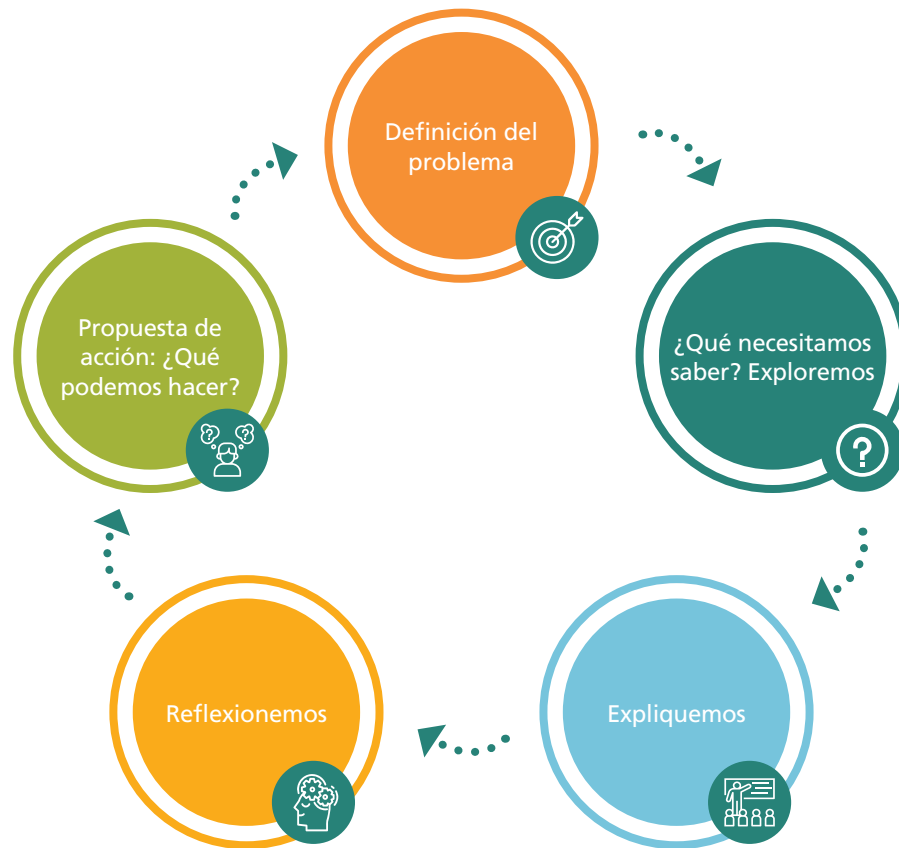 Definición del
problema
¿Qué necesitamos
saber? Exploremos
Expliquemos
Reflexionemos
Propuesta de
acción: ¿Qué
podemos hacer?